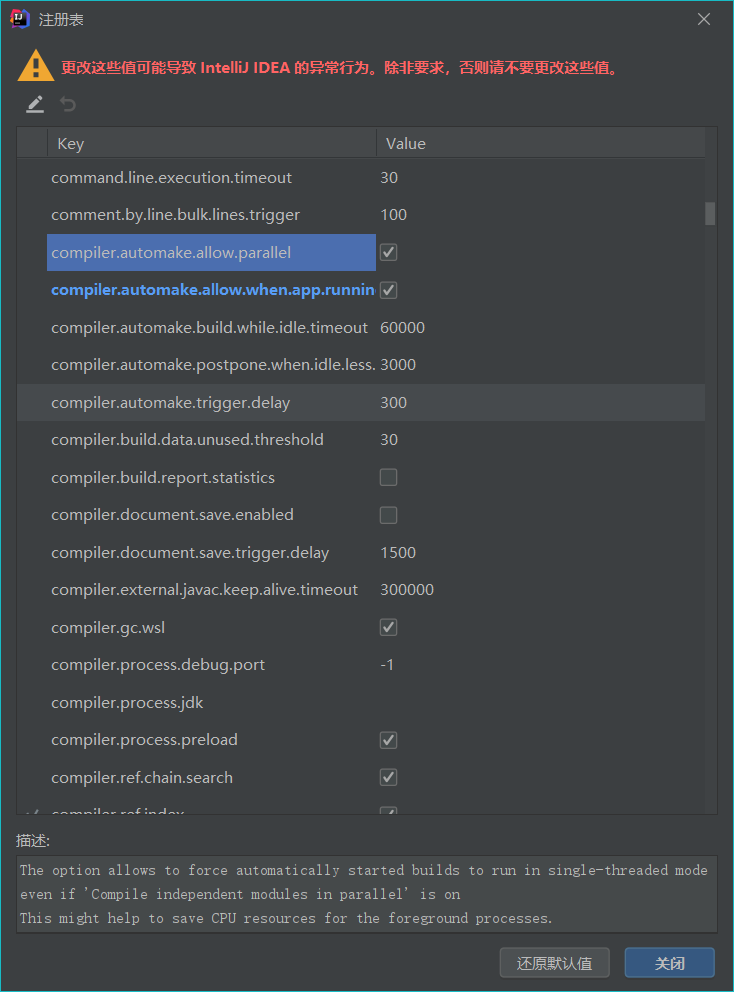 注册表
更改这些值可能导致 IntelliJ IDEA 的异常行为。除非要求，否则请不要更改这些值。
Key Value
command.line.execution.timeout 30
comment.by.line.bulk.lines.trigger 100
compiler.automake.allow.parallel
compiler.automake.allow.when.app.runnin
compiler.automake.build.while.idle.timeout 60000
compiler.automake.postpone.when.idle.less. 3000
compiler.automake.trigger.delay 300
compiler.build.data.unused.threshold 30
compiler.build.report.statistics
compiler.document.save.enabled
compiler.document.save.trigger.delay 1500
compiler.external.javac.keep.alive.timeout 300000
compiler.gc.wsl
compiler.process.debug.port -1
compiler.process.jdk
compiler.process.preload
compiler.ref.chain.search
compiler.ref.index
描述:
The option allows to force automatically started builds to run in single-threaded mode
even if 'Compile independent modules in parallel' is on
This might help to save CPU resources for the foreground processes.
还原默认值 关闭